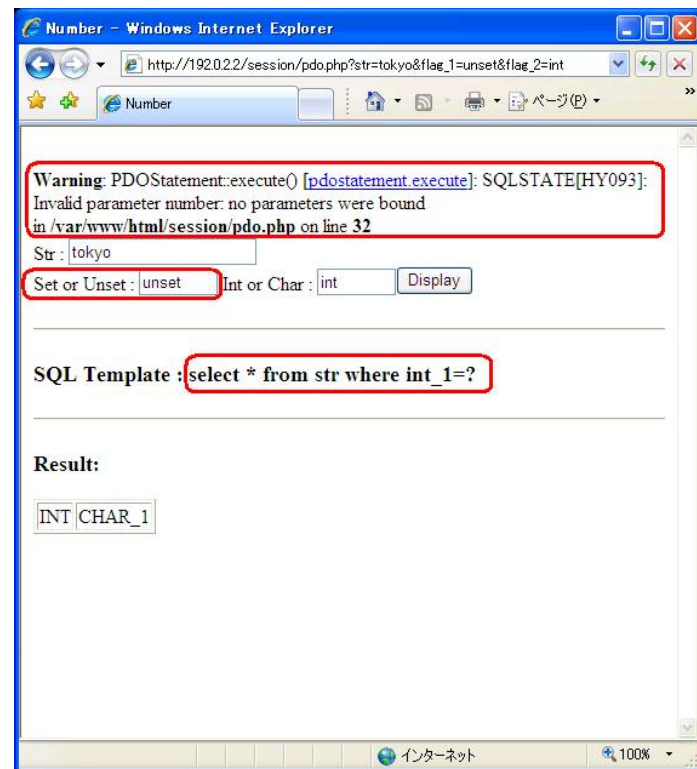 Number - Windows Internet Explorer
http://192.0.2.2/session/pdo.php?str=tokyo&flag_1=unset&flag_2=int
Number
ページ(P)
Warning: PDOStatement::execute() [pdostatement.execute]: SQLSTATE[HY093]:
Invalid parameter number: no parameters were bound
in /var/www/html/session/pdo.php on line 32
Str : tokyo
Set or Unset : unset Int or Char : int Display
SQL Template : select * from str where int_1=?
Result:
INT CHAR_1
インターネット 100%